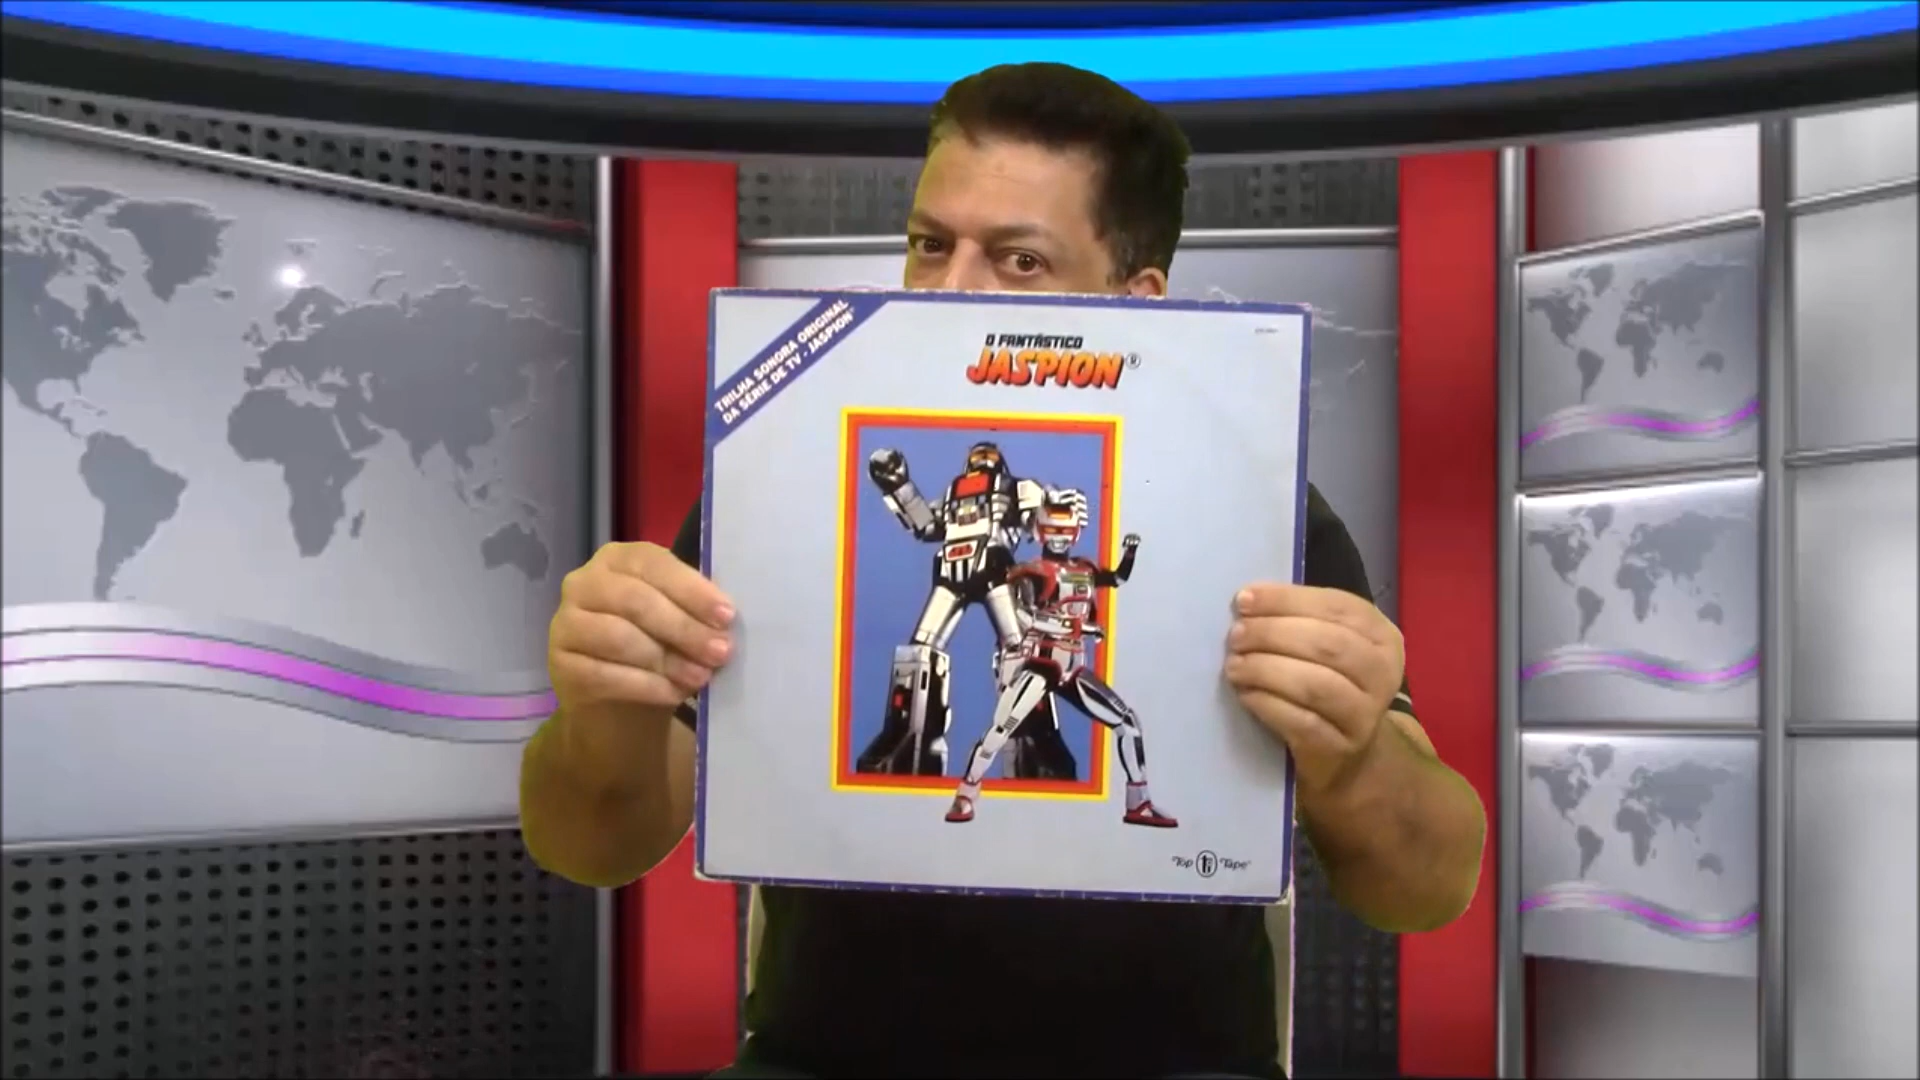 TRILHA SONORA ORIGINAL
DA SÉRIE DE TV - JASPION
O FANTÁSTICO
JASPION®
Top Tape